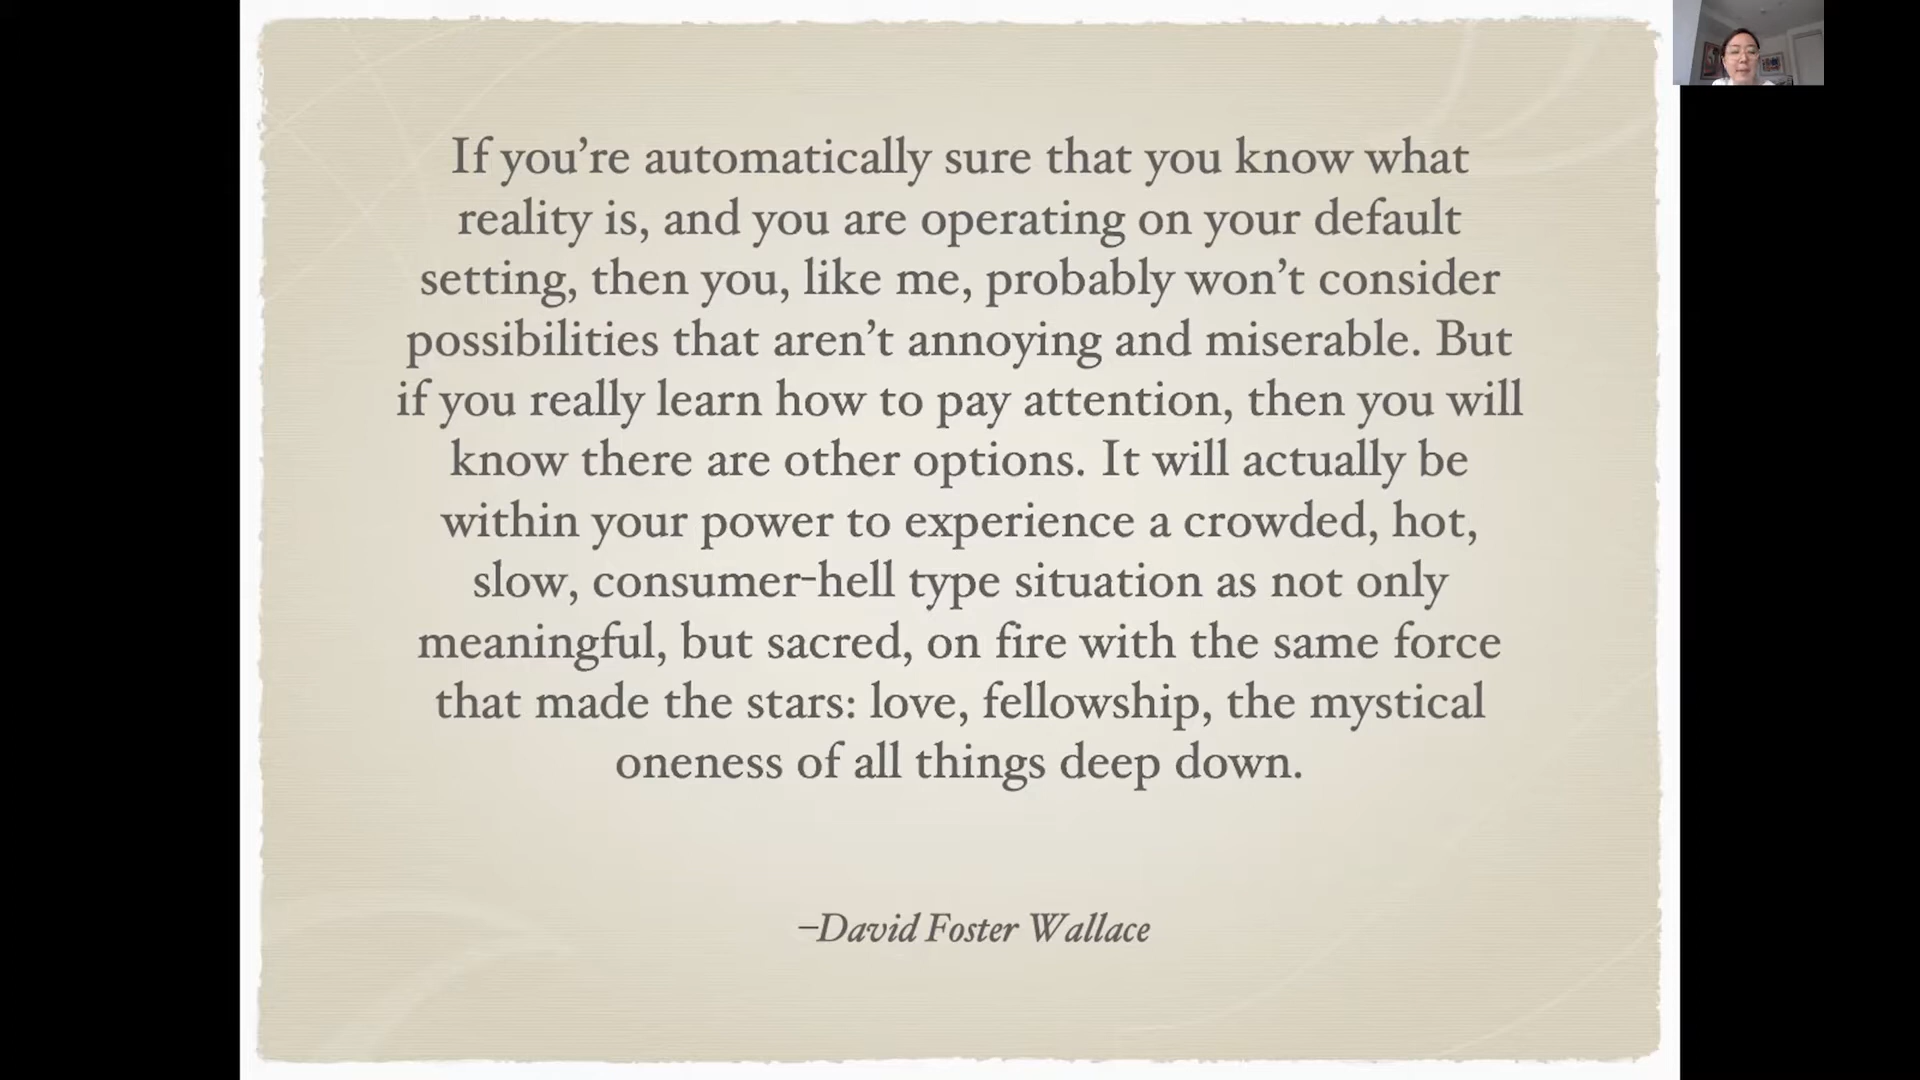 If you’re automatically sure that you know what
reality is, and you are operating on your default
setting, then you, like me, probably won’t consider
possibilities that aren’t annoying and miserable. But
if you really learn how to pay attention, then you will
know there are other options. It will actually be
within your power to experience a crowded, hot,
slow, consumer-hell type situation as not only
meaningful, but sacred, on fire with the same force
that made the stars: love, fellowship, the mystical
oneness of all things deep down.
–David Foster Wallace